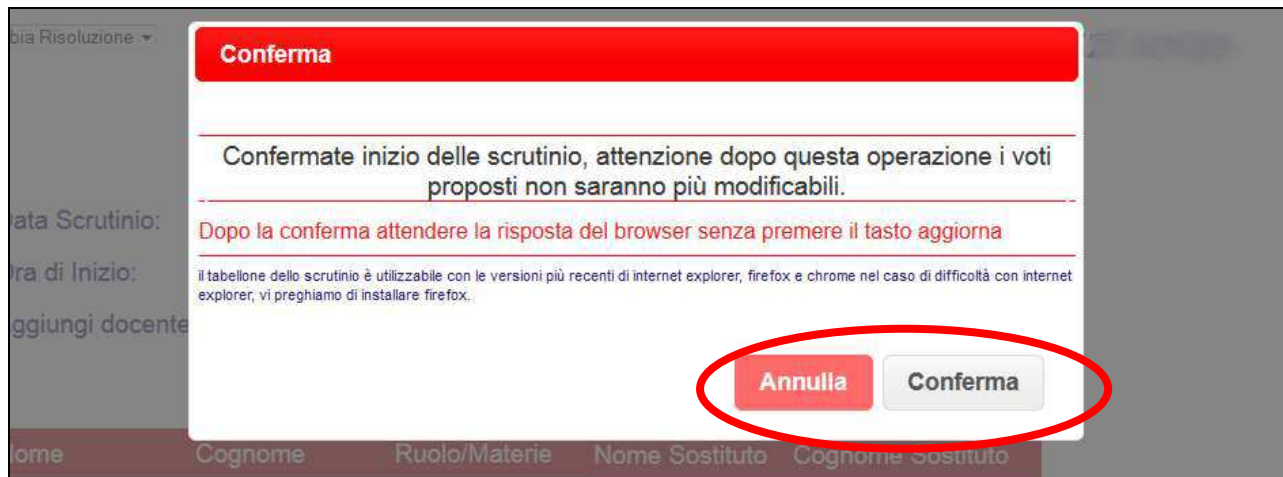 bia Risoluzione
Conferma
Confermate inizio delle scrutinio, attenzione dopo questa operazione i voti
proposti non saranno più modificabili.
Data Scrutinio:
Dopo la conferma attendere la risposta del browser senza premere il tasto aggiorna
Ora di Inizio:
il tabellone dello scrutinio è utilizzabile con le versioni più recenti di internet explorer, firefox e chrome nel caso di difficoltà con internet
explorer, vi preghiamo di installare firefox.
ggiungi docente
Annulla Conferma
Nome Cognome Ruolo/Materie Nome Sostituto Cognome Sostituto